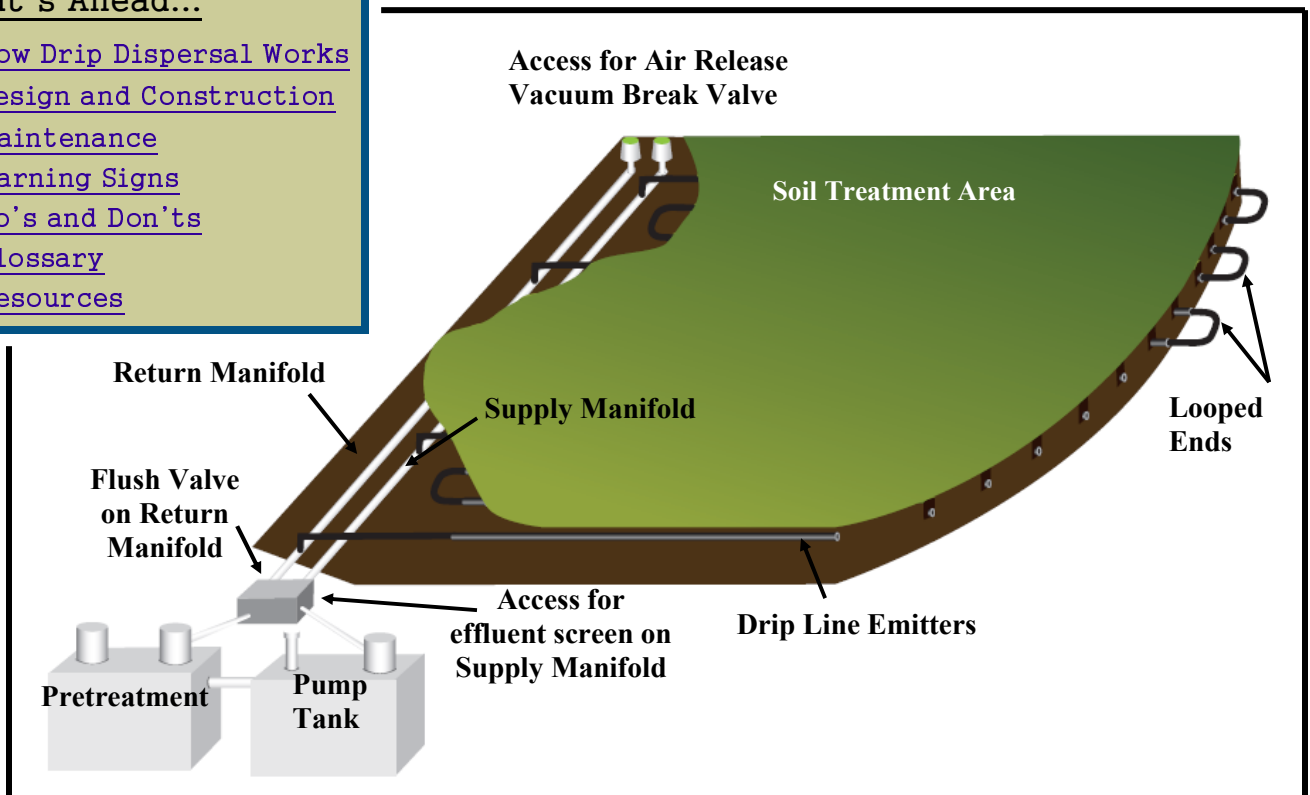 t's Ahead...
ow Drip Dispersal Works
esign and Construction
aintenance
arning Signs
o's and Don'ts
lossary
esources
Access for Air Release
Vacuum Break Valve
Soil Treatment Area
Return Manifold
Supply Manifold
Looped
Ends
Flush Valve
on Return
Manifold
Access for
effluent screen on
Supply Manifold
Drip Line Emitters
Pretreatment
Pump
Tank